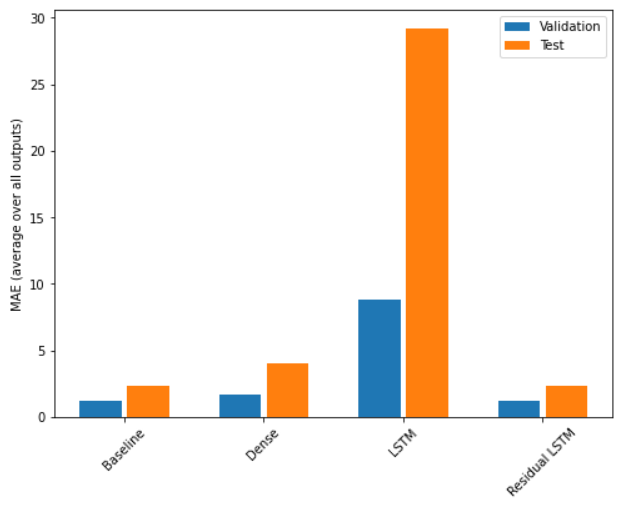 MAE (average over all outputs)
30
25
20
15
10
5
0
Validation
Test
Baseline
Dense
LSTM
Residual LSTM